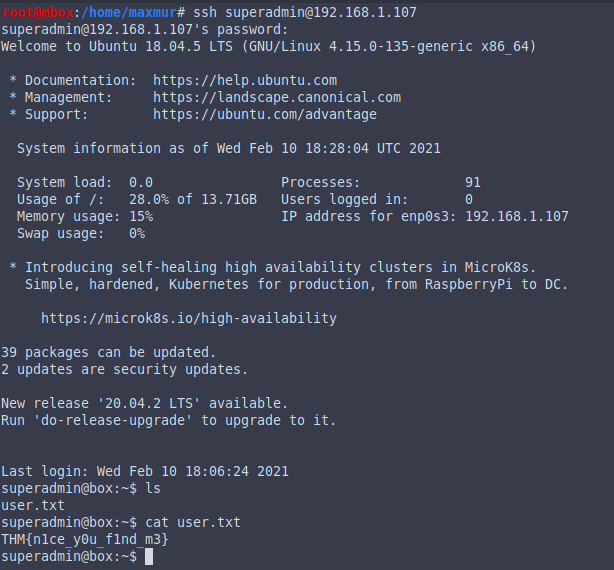 root@mbox:/home/maxmur# ssh superadmin@192.168.1.107
superadmin@192.168.1.107's password:
Welcome to Ubuntu 18.04.5 LTS (GNU/Linux 4.15.0-135-generic x86_64)
* Documentation:  https://help.ubuntu.com
* Management:     https://landscape.canonical.com
* Support:        https://ubuntu.com/advantage
System information as of Wed Feb 10 18:28:04 UTC 2021
System load:  0.0                Processes:             91
Usage of /:   28.0% of 13.71GB   Users logged in:       0
Memory usage: 15%                IP address for enp0s3: 192.168.1.107
Swap usage:   0%
* Introducing self-healing high availability clusters in MicroK8s.
Simple, hardened, Kubernetes for production, from RaspberryPi to DC.
https://microk8s.io/high-availability
39 packages can be updated.
2 updates are security updates.
New release '20.04.2 LTS' available.
Run 'do-release-upgrade' to upgrade to it.
Last login: Wed Feb 10 18:06:24 2021
superadmin@box:~$ ls
user.txt
superadmin@box:~$ cat user.txt
THM{n1ce_y0u_f1nd_m3}
superadmin@box:~$